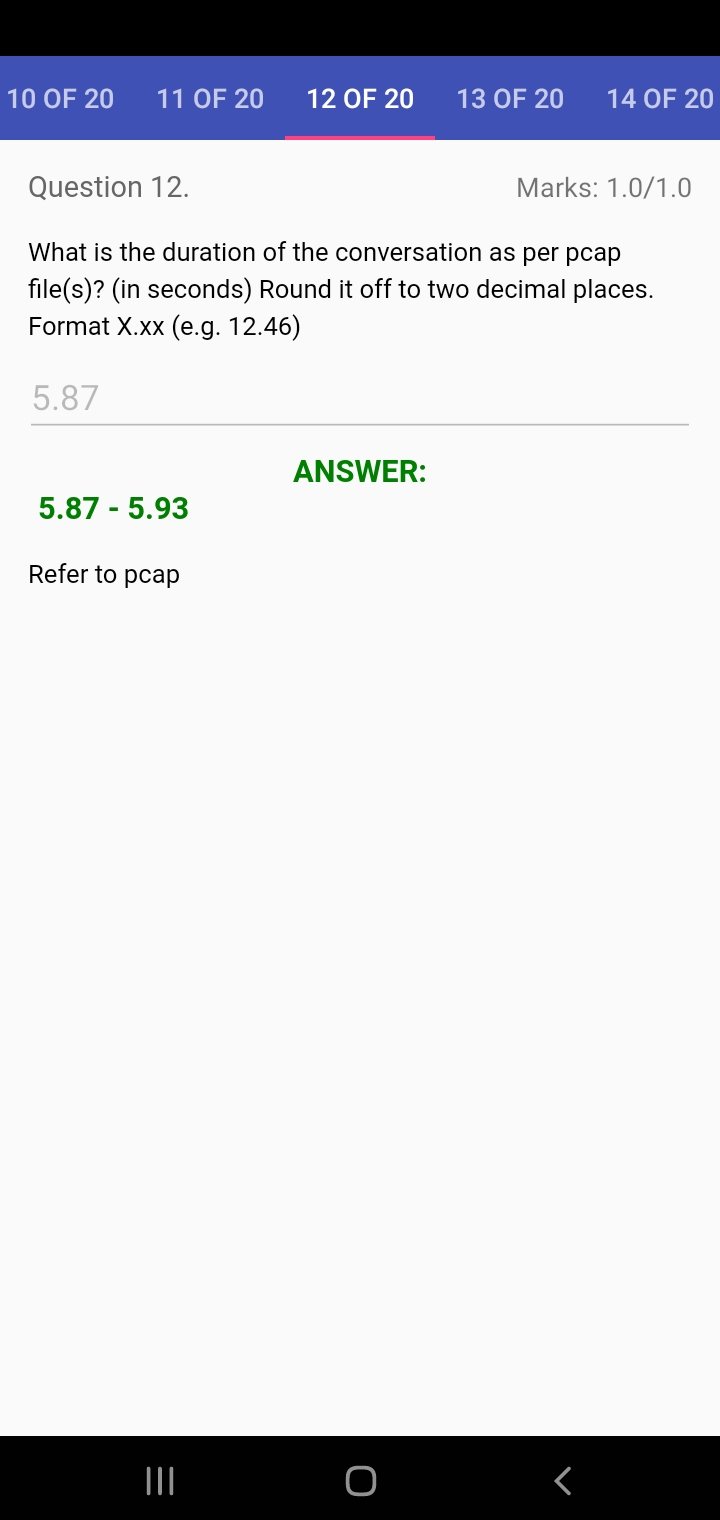 10 OF 20 11 OF 20 12 OF 20 13 OF 20 14 OF 20
Question 12. Marks: 1.0/1.0
What is the duration of the conversation as per pcap
file(s)? (in seconds) Round it off to two decimal places.
Format X.xx (e.g. 12.46)
5.87
ANSWER:
5.87 - 5.93
Refer to pcap